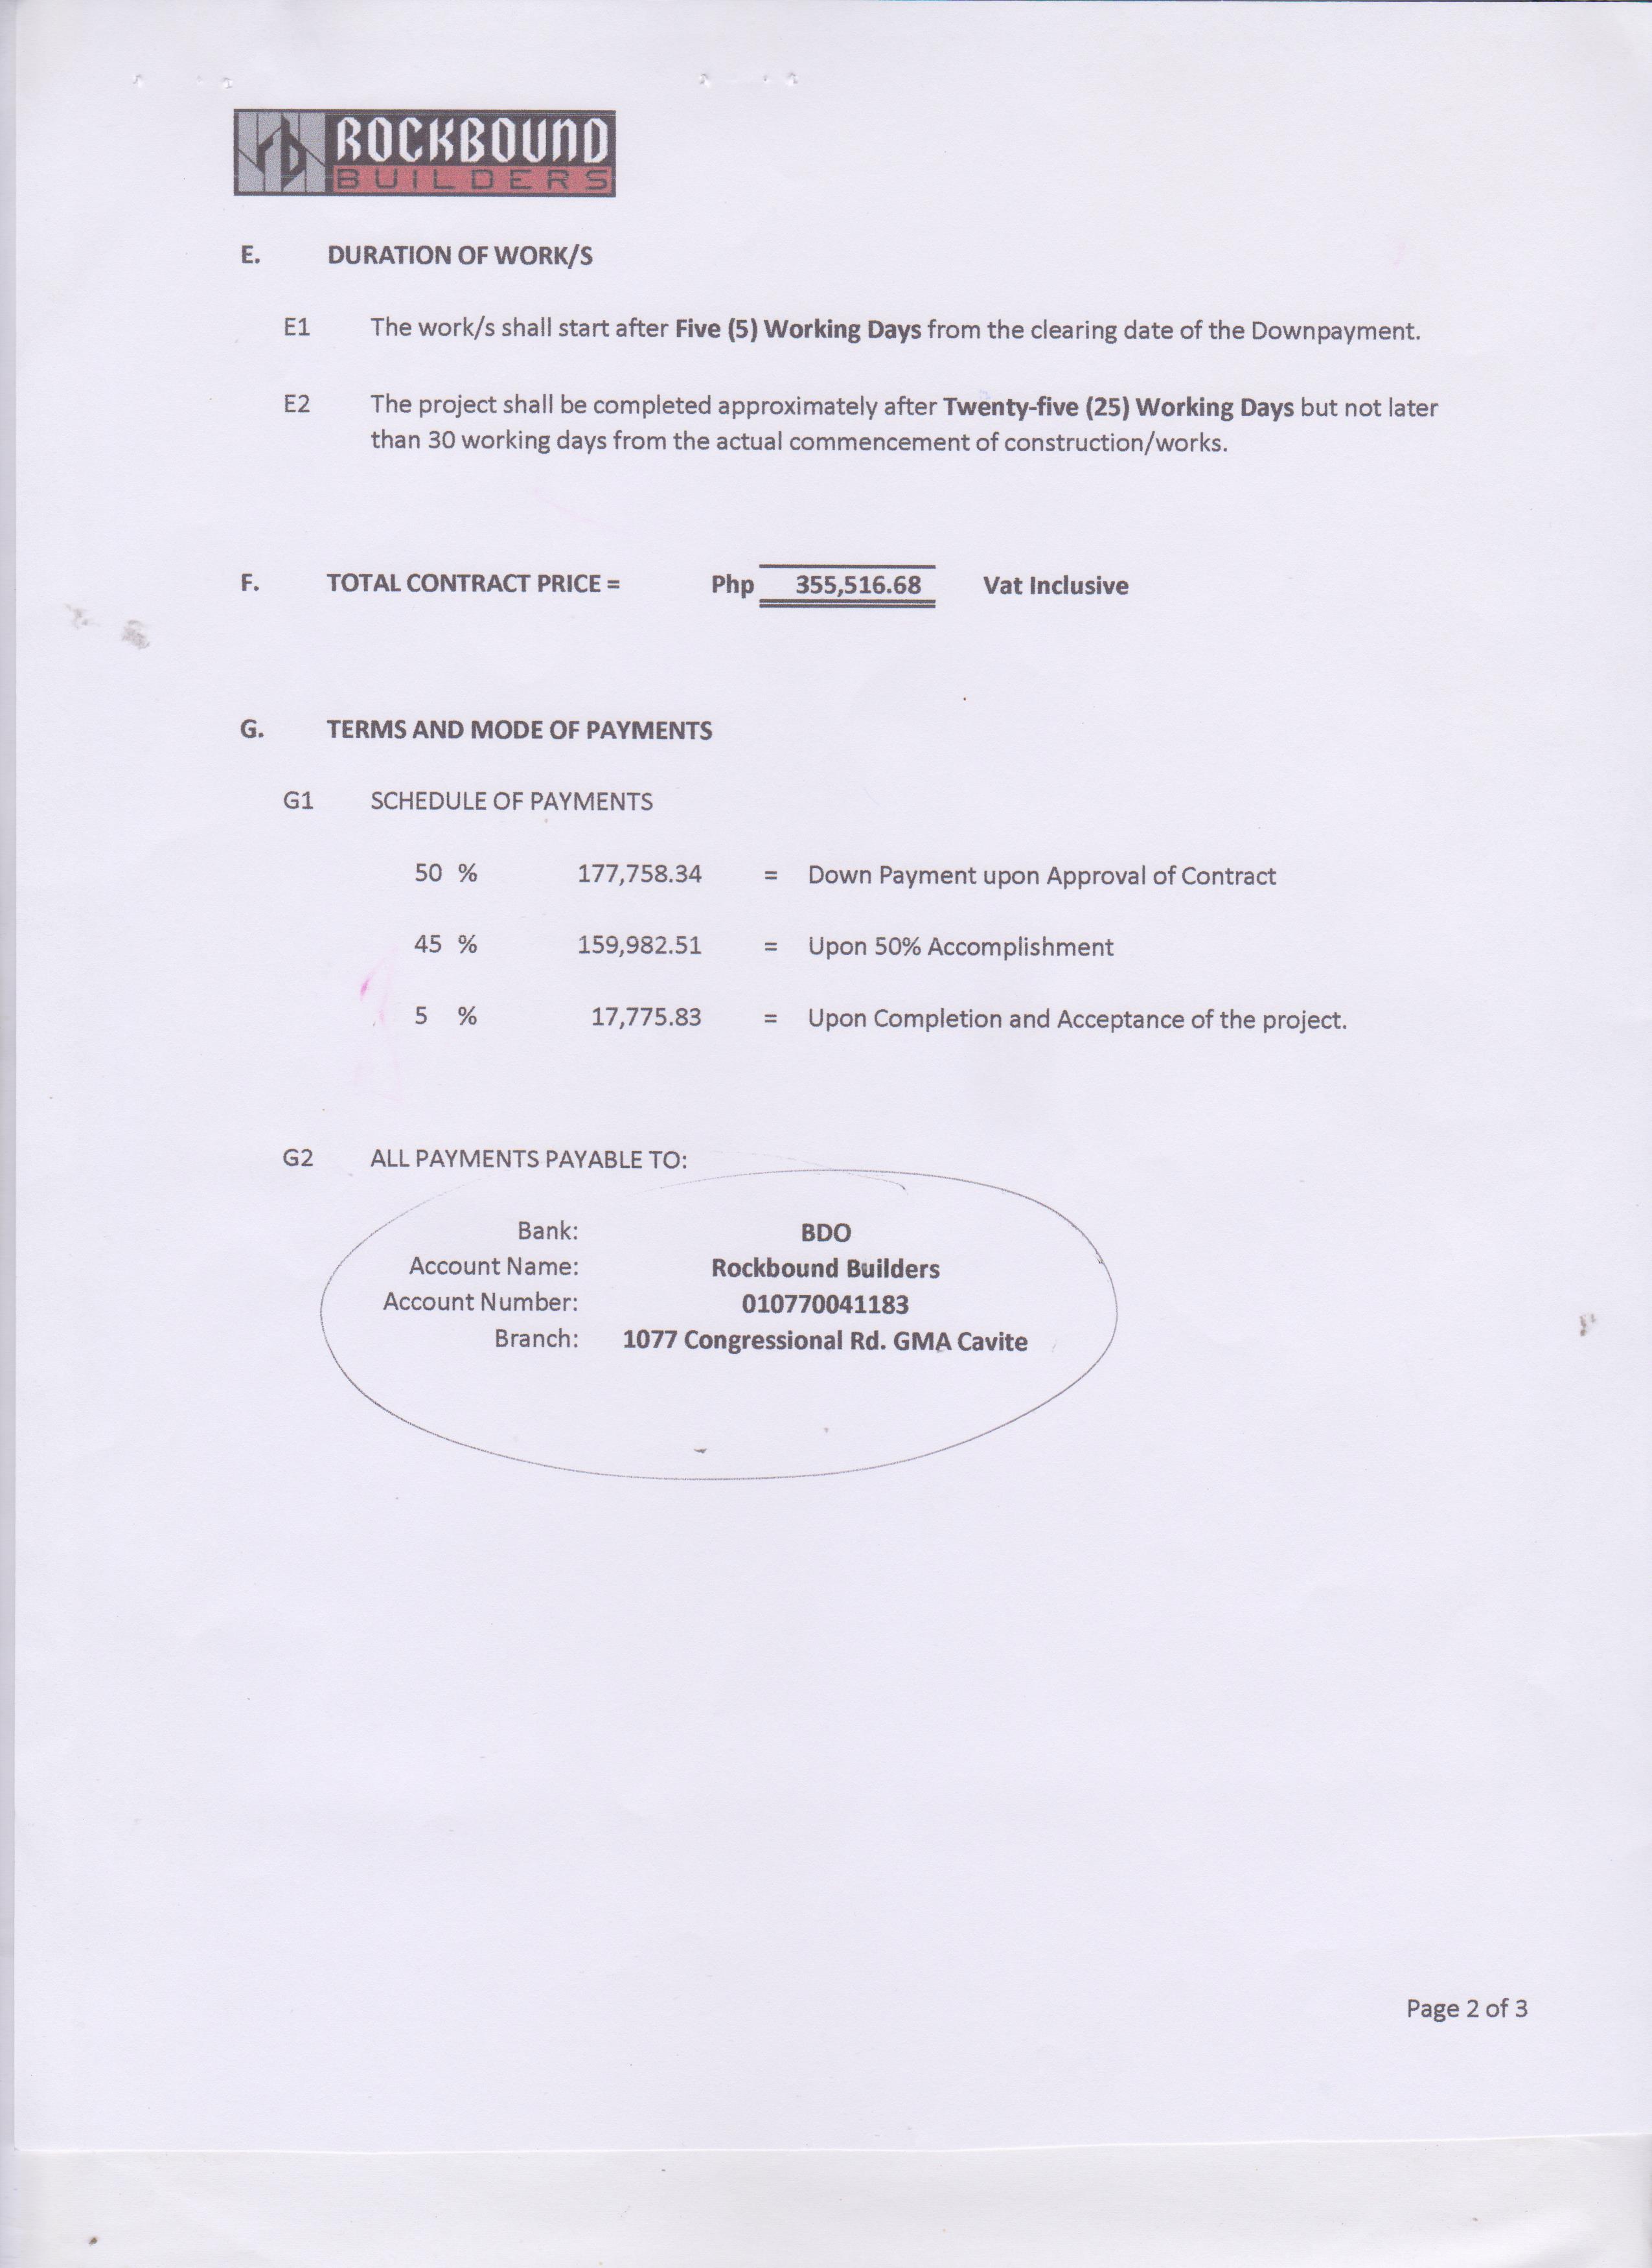 ROCKBOUND
BUILDERS
E. DURATION OF WORK/S
E1 The work/s shall start after Five (5) Working Days from the clearing date of the Downpayment.
E2 The project shall be completed approximately after Twenty-five (25) Working Days but not later
than 30 working days from the actual commencement of construction/works.
F. TOTAL CONTRACT PRICE = Php 355,516.68 Vat Inclusive
G. TERMS AND MODE OF PAYMENTS
G1 SCHEDULE OF PAYMENTS
50 % 177,758.34 = Down Payment upon Approval of Contract
45 % 159,982.51 = Upon 50% Accomplishment
5 % 17,775.83 = Upon Completion and Acceptance of the project.
G2 ALL PAYMENTS PAYABLE TO:
Bank: BDO
Account Name: Rockbound Builders
Account Number: 010770041183
Branch: 1077 Congressional Rd. GMA Cavite
Page 2 of 3